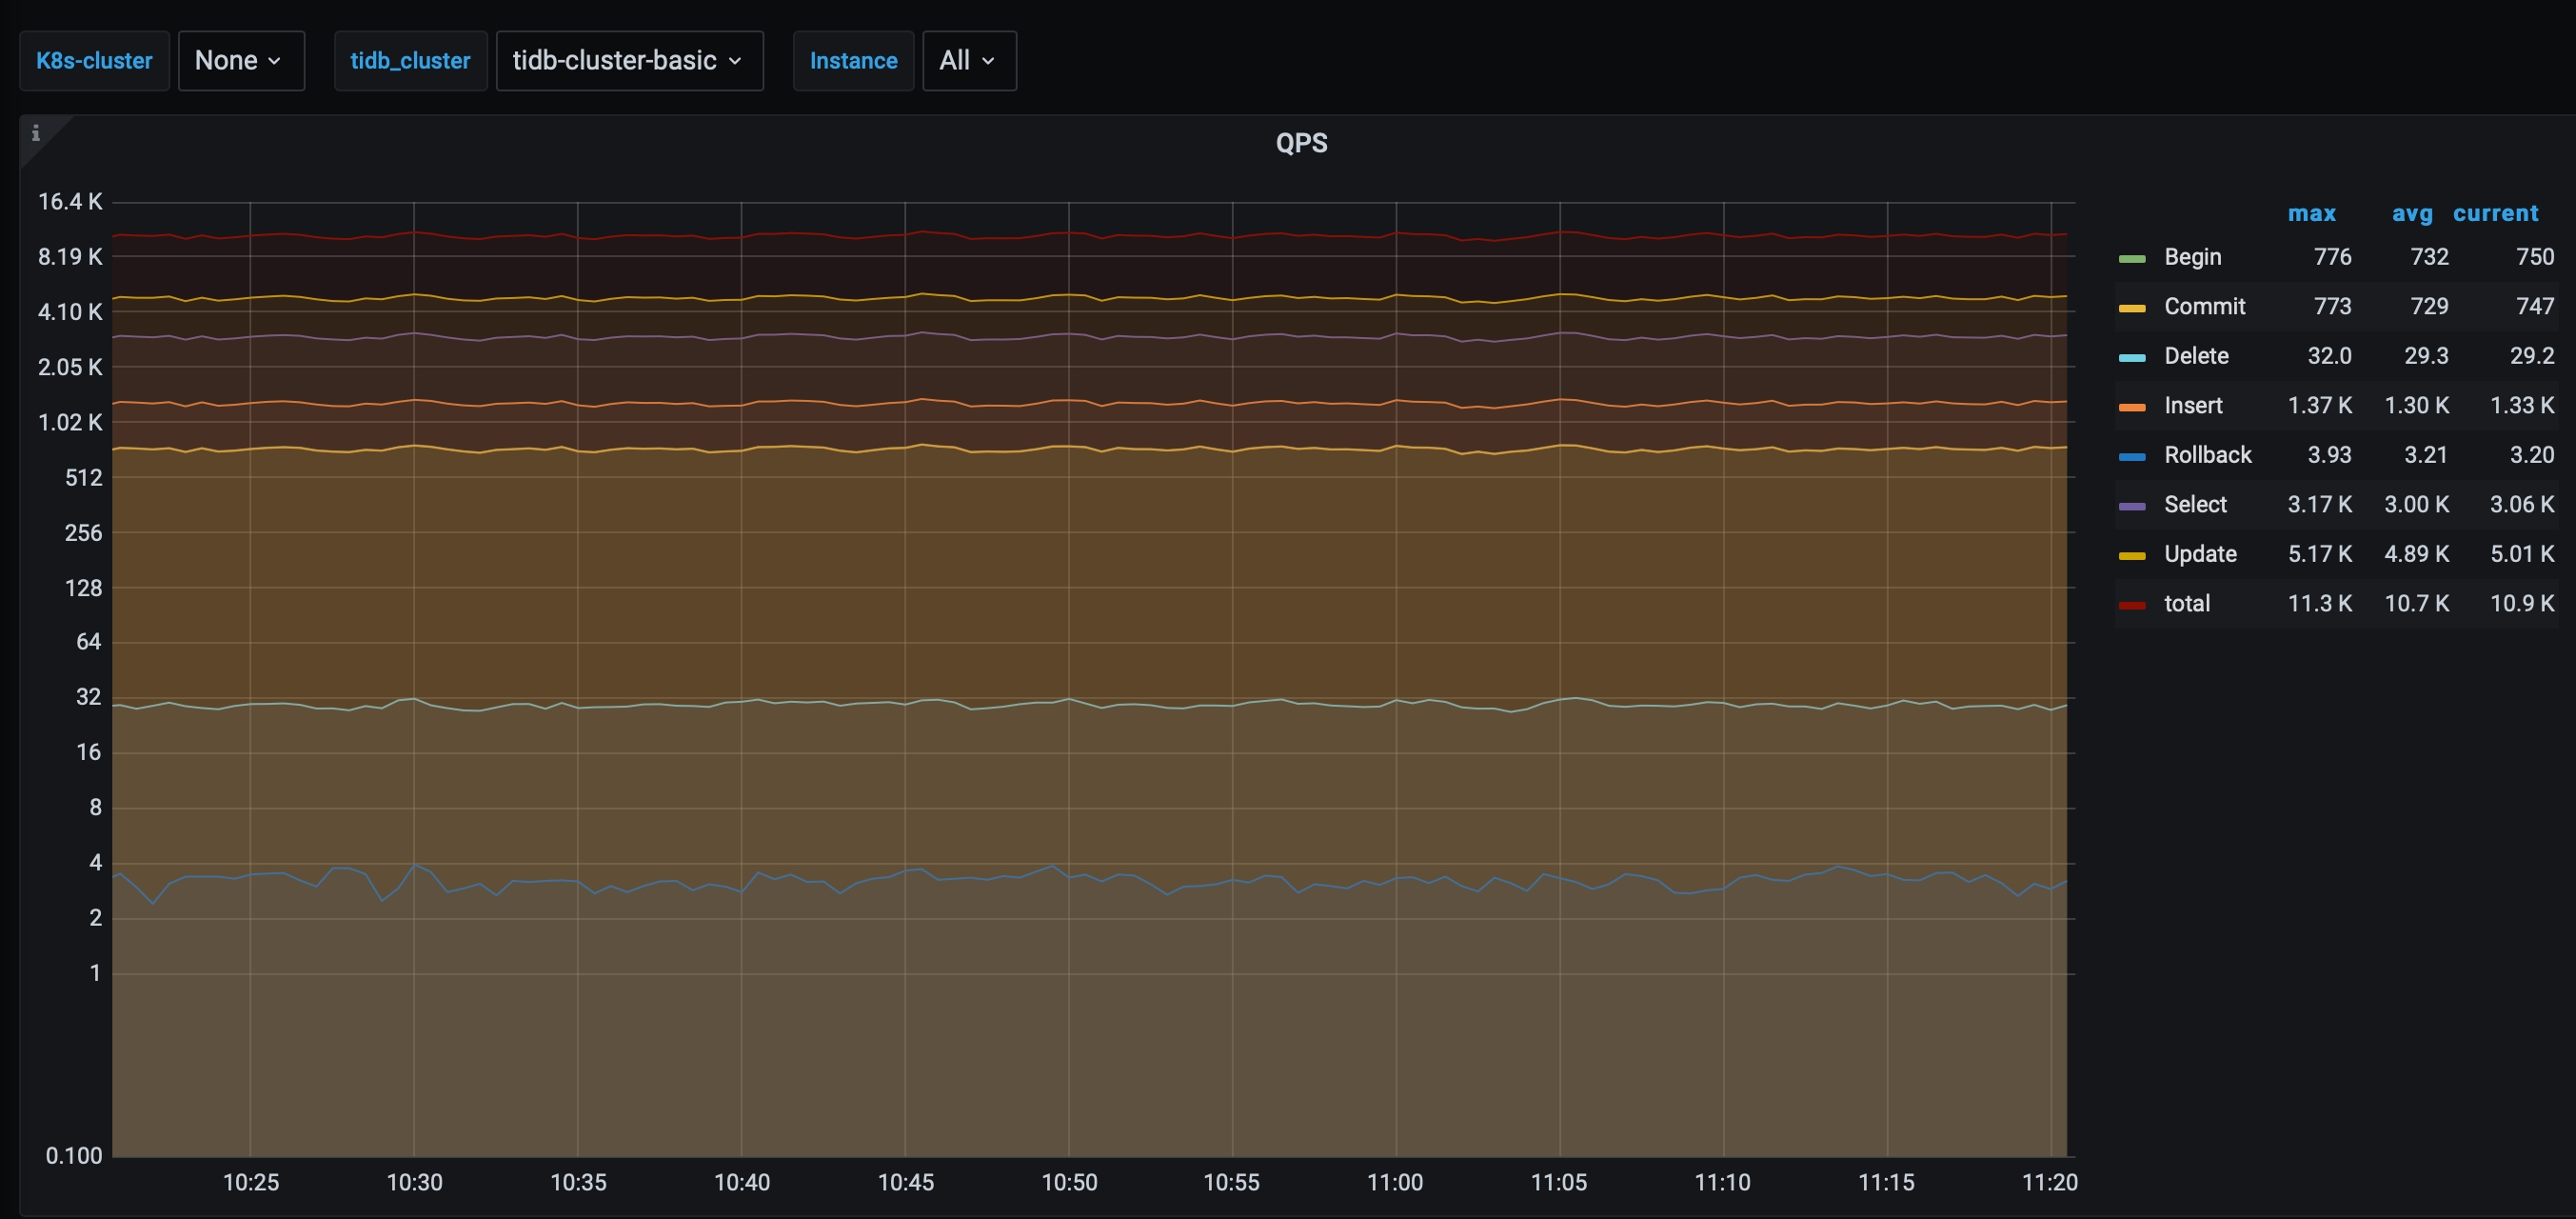 K8s-cluster None tidb_cluster tidb-cluster-basic Instance All
i
QPS
16.4 K
8.19 K
4.10 K
2.05 K
1.02 K
512
256
128
64
32
16
8
4
2
1
0.100
10:25 10:30 10:35 10:40 10:45 10:50 10:55 11:00 11:05 11:10 11:15 11:20
max avg current
Begin 776 732 750
Commit 773 729 747
Delete 32.0 29.3 29.2
Insert 1.37 K 1.30 K 1.33 K
Rollback 3.93 3.21 3.20
Select 3.17 K 3.00 K 3.06 K
Update 5.17 K 4.89 K 5.01 K
total 11.3 K 10.7 K 10.9 K